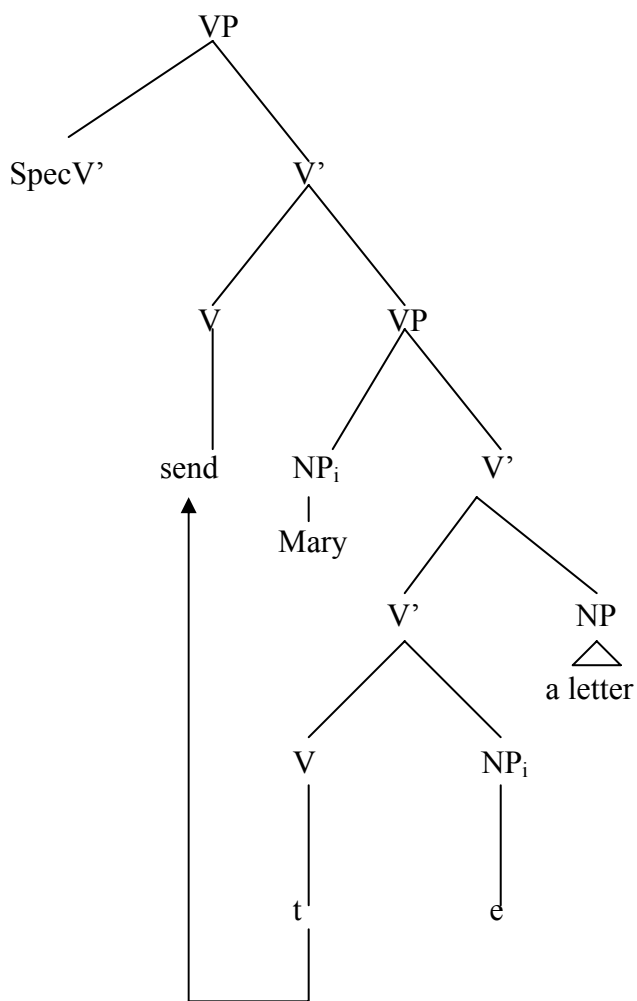 VP
SpecV’ V’
V VP
send NPᵢ V’
Mary
V’ NP
a letter
V NPᵢ
t e